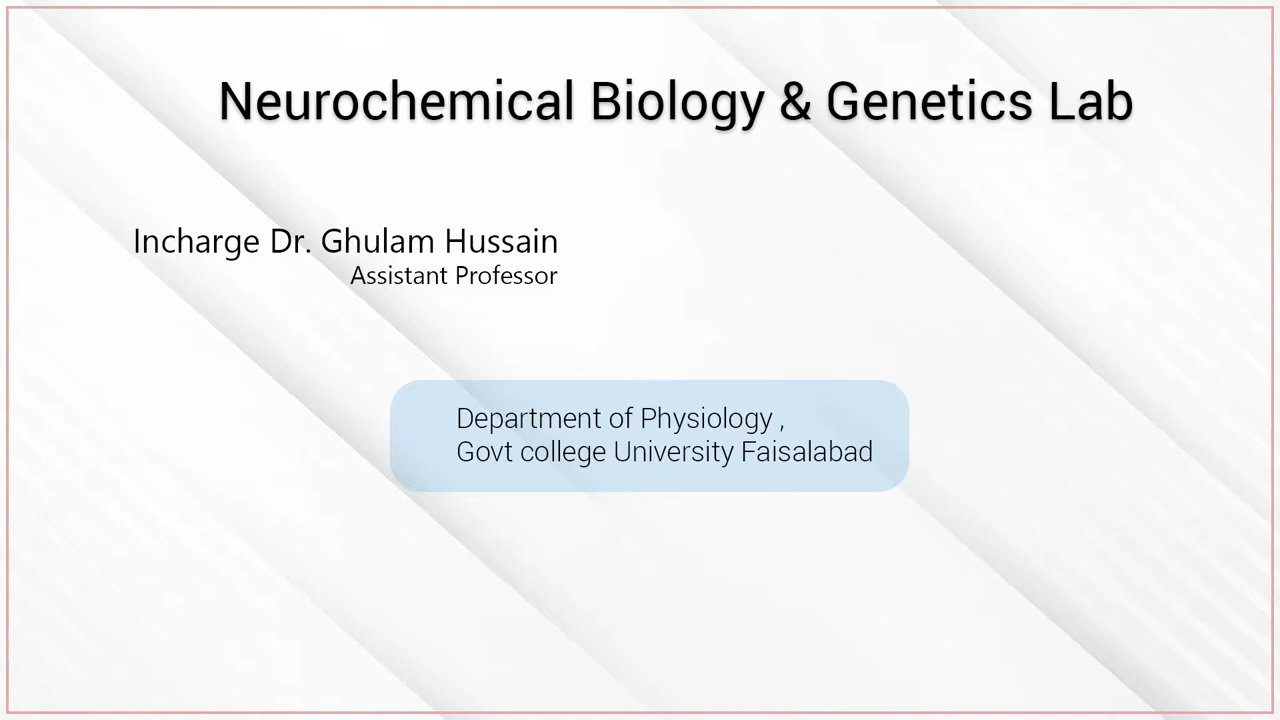 Neurochemical Biology & Genetics Lab
Incharge Dr. Ghulam Hussain
Assistant Professor
Department of Physiology ,
Govt college University Faisalabad